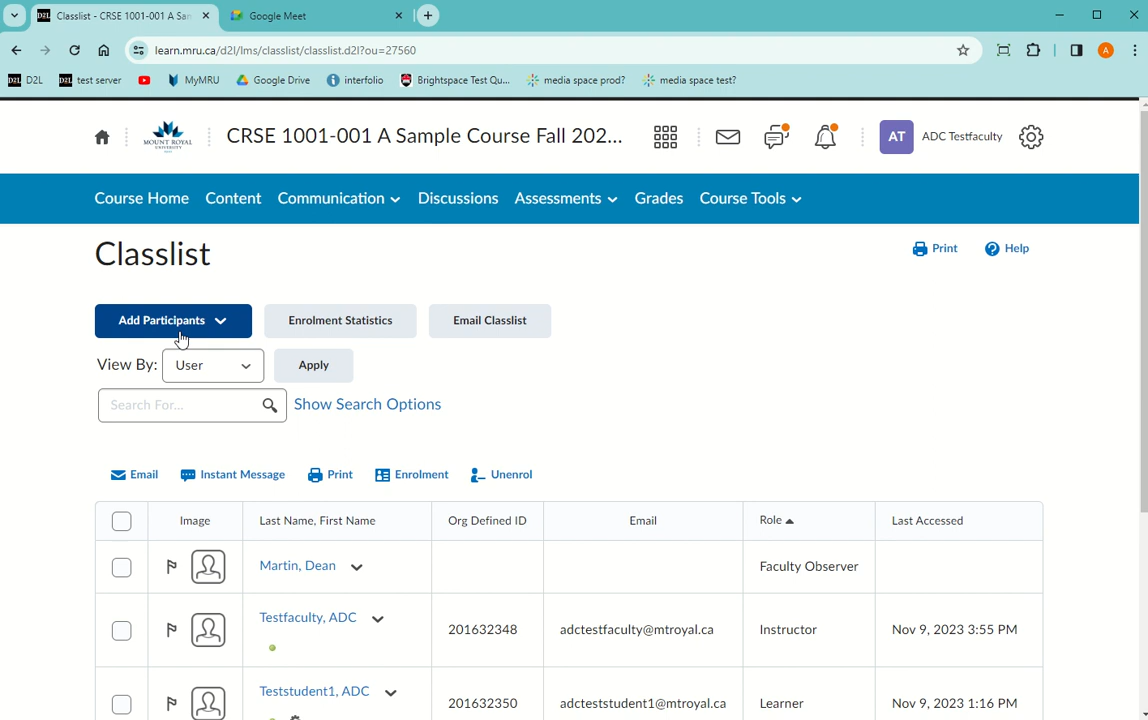 Classlist - CRSE 1001-001 A San
Google Meet
learn.mru.ca/d2l/lms/classlist/classlist.d2l?ou=27560
A
D2L
D2L
D2L
test server
MyMRU
Google Drive
interfolio
Brightspace Test Qu...
media space prod?
media space test?
MOUNT ROYAL
CRSE 1001-001 A Sample Course Fall 202...
AT
ADC Testfaculty
Course Home
Content
Communication
Discussions
Assessments
Grades
Course Tools
Classlist
Print
Help
Add Participants
Enrolment Statistics
Email Classlist
View By:
User
Apply
Search For...
Show Search Options
Email
Instant Message
Print
Enrolment
Unenrol
Image
Last Name, First Name
Org Defined ID
Email
Role
Last Accessed
Martin, Dean
Faculty Observer
Testfaculty, ADC
201632348
adctestfaculty@mtroyal.ca
Instructor
Nov 9, 2023 3:55 PM
Teststudent1, ADC
201632350
adcteststudent1@mtroyal.ca
Learner
Nov 9, 2023 1:16 PM